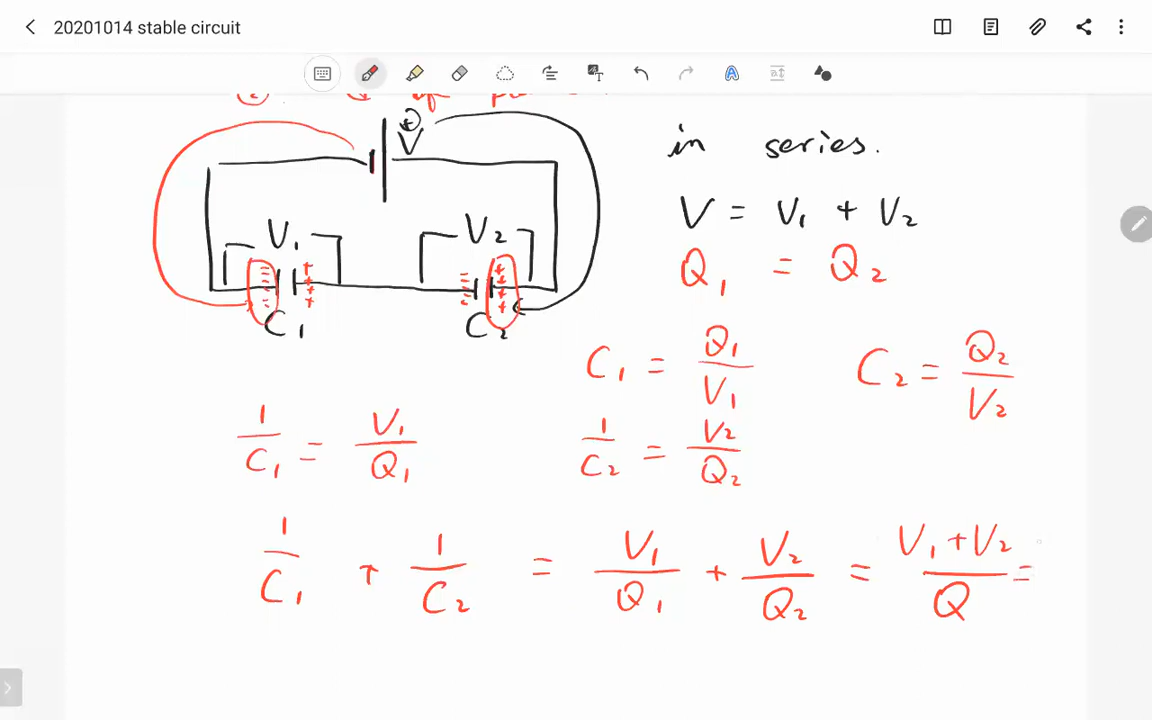 20201014 stable circuit
V
in series.
V = V₁ + V₂
Q₁ = Q₂
V₁ V₂
C₁ C₂
C₁ = Q₁/V₁ C₂ = Q₂/V₂
1/C₁ = V₁/Q₁ 1/C₂ = V₂/Q₂
1/C₁ + 1/C₂ = V₁/Q₁ + V₂/Q₂ = V₁+V₂/Q =